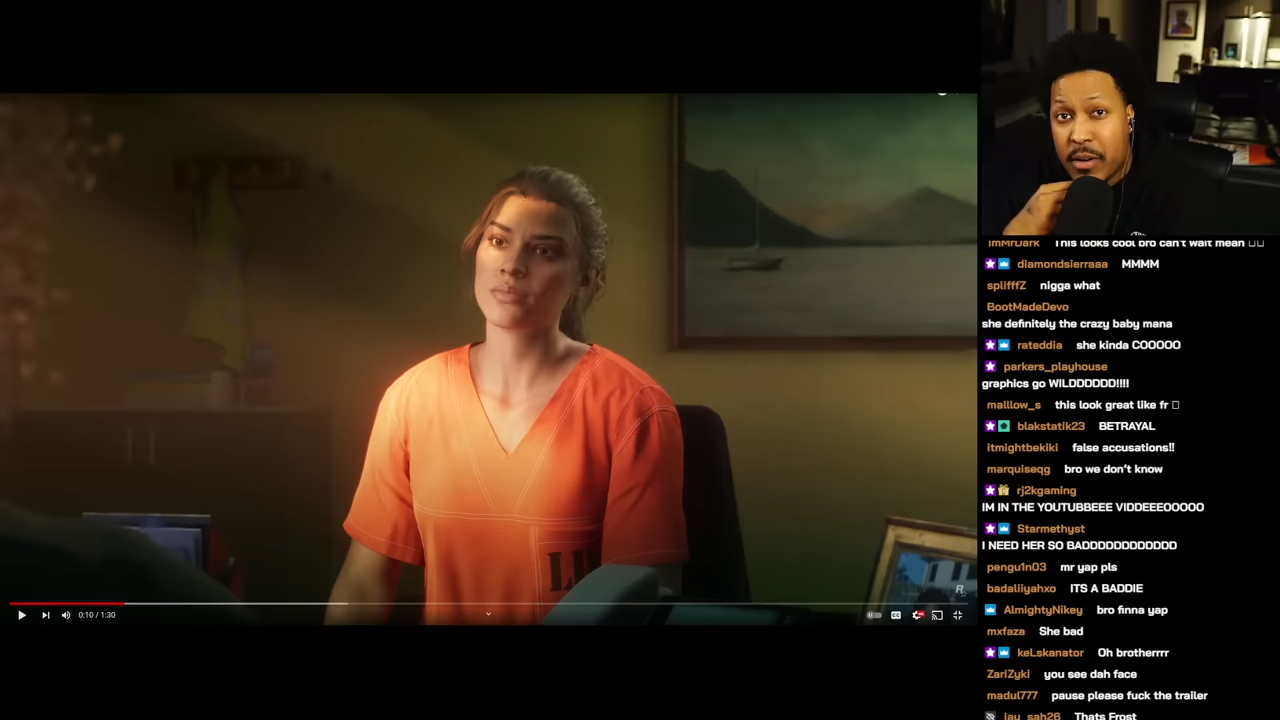 ImMrDark This looks cool bro can't wait mean
diamondsierraaa MMMM
splifffZ nigga what
BootMadeDevo
she definitely the crazy baby mana
rateddia she kinda COOOOO
parkers_playhouse
graphics go WILDDDDDD!!!!
malllow_s this look great like fr
blakstatik23 BETRAYAL
itmightbekiki false accusations!!
marquiseqg bro we don't know
rj2kgaming
IM IN THE YOUTUBBEEE VIDDEEEOOOOO
Starmethyst
I NEED HER SO BADDDDDDDDDDDD
pengu1n03 mr yap pls
badaliiyahxo ITS A BADDIE
AlmightyNikey bro finna yap
mxfaza She bad
keLskanator Oh brotherrrr
ZariZyki you see dah face
madul777 pause please fuck the trailer
jay_sah26 Thats Frost
R
0:10 / 1:30
CC